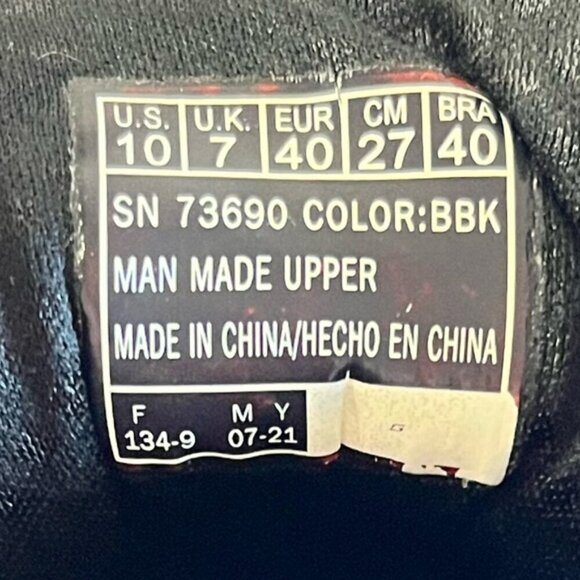 U.S. U.K. EUR CM BRA
10 7 40 27 40
SN 73690 COLOR:BBK
MAN MADE UPPER
MADE IN CHINA/HECHO EN CHINA
F M Y
134-9 07-21